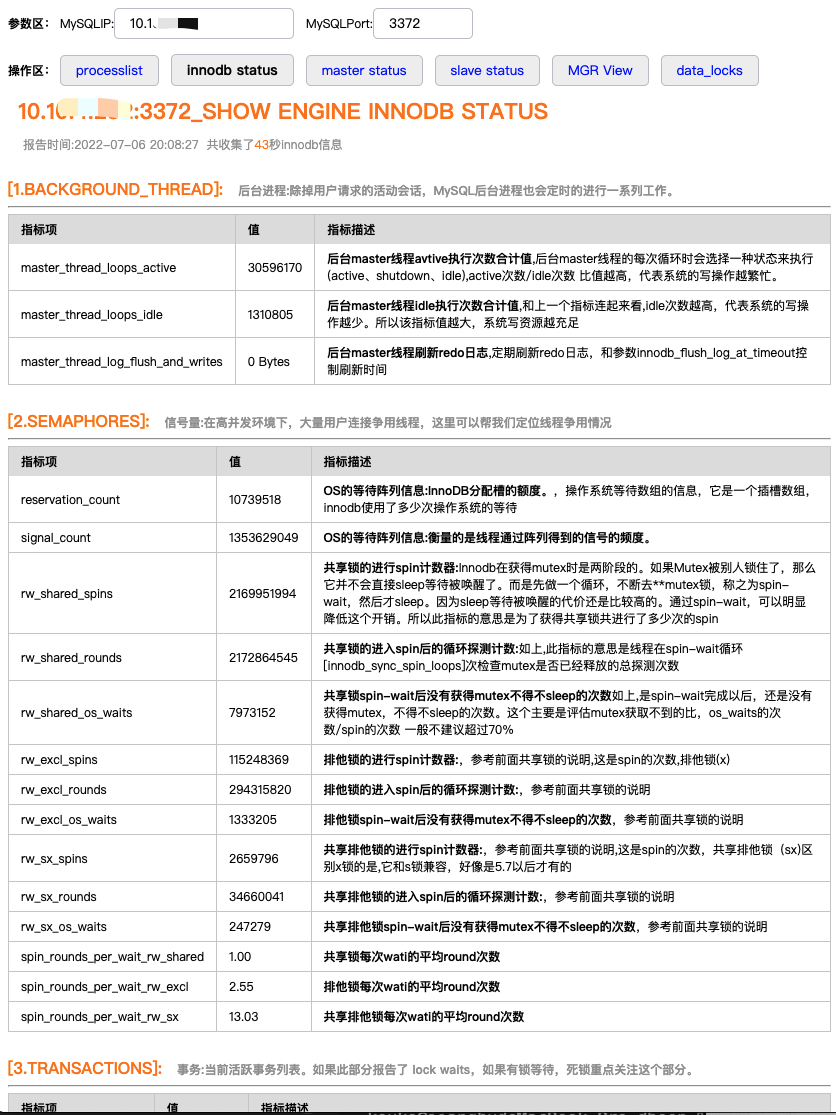 参数区： MySQLIP: 10.1. MySQLPort: 3372
操作区： processlist innodb status master status slave status MGR View data_locks
:3372_SHOW ENGINE INNODB STATUS
报告时间:2022-07-06 20:08:27 共收集了43秒innodb信息
[1.BACKGROUND_THREAD]: 后台进程:除掉用户请求的活动会话，MySQL后台进程也会定时的进行一系列工作。
指标项 值 指标描述
master_thread_loops_active 30596170 后台master线程avtive执行次数合计值,后台master线程的每次循环时会选择一种状态来执行
(active、shutdown、idle),active次数/idle次数 比值越高，代表系统的写操作越繁忙。
master_thread_loops_idle 1310805 后台master线程idle执行次数合计值,和上一个指标连起来看,idle次数越高，代表系统的写操
作越少。所以该指标值越大，系统写资源越充足
master_thread_log_flush_and_writes 0 Bytes 后台master线程刷新redo日志,定期刷新redo日志，和参数innodb_flush_log_at_timeout控
制刷新时间
[2.SEMAPHORES]: 信号量:在高并发环境下，大量用户连接争用线程，这里可以帮我们定位线程争用情况
指标项 值 指标描述
reservation_count 10739518 OS的等待阵列信息:InnoDB分配槽的额度。，操作系统等待数组的信息，它是一个插槽数组，
innodb使用了多少次操作系统的等待
signal_count 1353629049 OS的等待阵列信息:衡量的是线程通过阵列得到的信号的频度。
rw_shared_spins 2169951994 共享锁的进行spin计数器:Innodb在获得mutex时是两阶段的。如果Mutex被别人锁住了，那么
它并不会直接sleep等待被唤醒了。而是先做一个循环，不断去**mutex锁，称之为spin-
wait，然后才sleep。因为sleep等待被唤醒的代价还是比较高的。通过spin-wait，可以明显
降低这个开销。所以此指标的意思是为了获得共享锁共进行了多少次的spin
rw_shared_rounds 2172864545 共享锁的进入spin后的循环探测计数:如上,此指标的意思是线程在spin-wait循环
[innodb_sync_spin_loops]次检查mutex是否已经释放的总探测次数
rw_shared_os_waits 7973152 共享锁spin-wait后没有获得mutex不得不sleep的次数如上,是spin-wait完成以后，还是没有
获得mutex，不得不sleep的次数。这个主要是评估mutex获取不到的比，os_waits的次
数/spin的次数 一般不建议超过70%
rw_excl_spins 115248369 排他锁的进行spin计数器:，参考前面共享锁的说明,这是spin的次数,排他锁(x)
rw_excl_rounds 294315820 排他锁的进入spin后的循环探测计数:，参考前面共享锁的说明
rw_excl_os_waits 1333205 排他锁spin-wait后没有获得mutex不得不sleep的次数，参考前面共享锁的说明
rw_sx_spins 2659796 共享排他锁的进行spin计数器:，参考前面共享锁的说明,这是spin的次数，共享排他锁（sx)区
别x锁的是,它和s锁兼容，好像是5.7以后才有的
rw_sx_rounds 34660041 共享排他锁的进入spin后的循环探测计数:，参考前面共享锁的说明
rw_sx_os_waits 247279 共享排他锁spin-wait后没有获得mutex不得不sleep的次数，参考前面共享锁的说明
spin_rounds_per_wait_rw_shared 1.00 共享锁每次wati的平均round次数
spin_rounds_per_wait_rw_excl 2.55 排他锁每次wati的平均round次数
spin_rounds_per_wait_rw_sx 13.03 共享排他锁每次wati的平均round次数
[3.TRANSACTIONS]: 事务:当前活跃事务列表。如果此部分报告了 lock waits，如果有锁等待，死锁重点关注这个部分。
指标项 值 指标描述